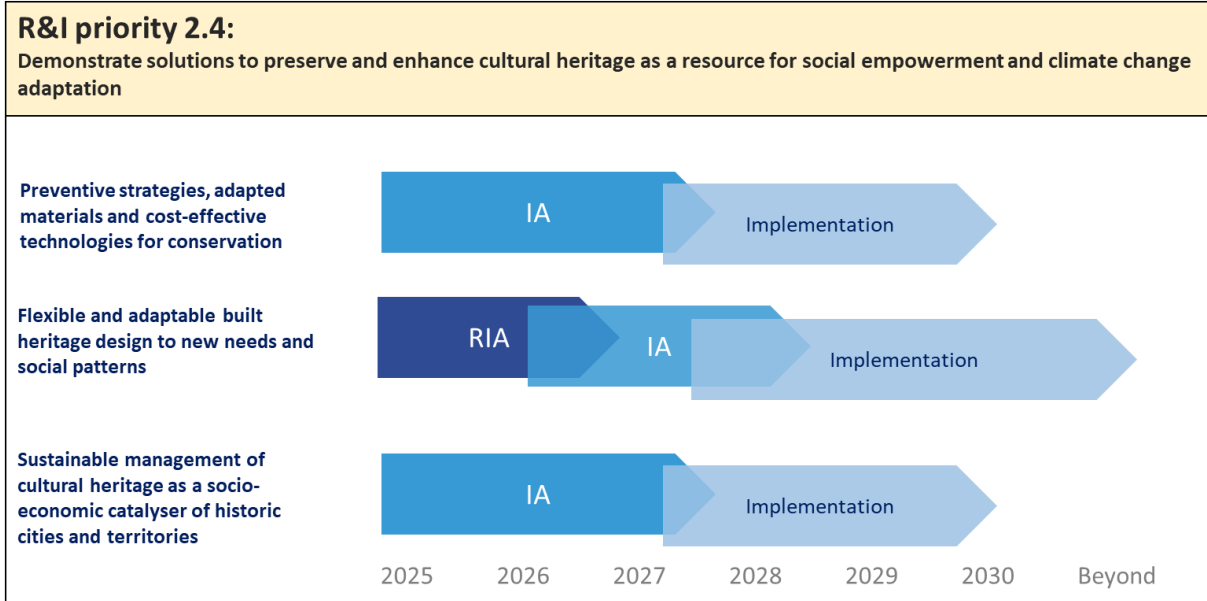 R&I priority 2.4:
Demonstrate solutions to preserve and enhance cultural heritage as a resource for social empowerment and climate change
adaptation
Preventive strategies, adapted
materials and cost-effective
technologies for conservation
IA
Implementation
Flexible and adaptable built
heritage design to new needs and
social patterns
RIA
IA
Implementation
Sustainable management of
cultural heritage as a socio-
economic catalyser of historic
cities and territories
IA
Implementation
2025 2026 2027 2028 2029 2030 Beyond